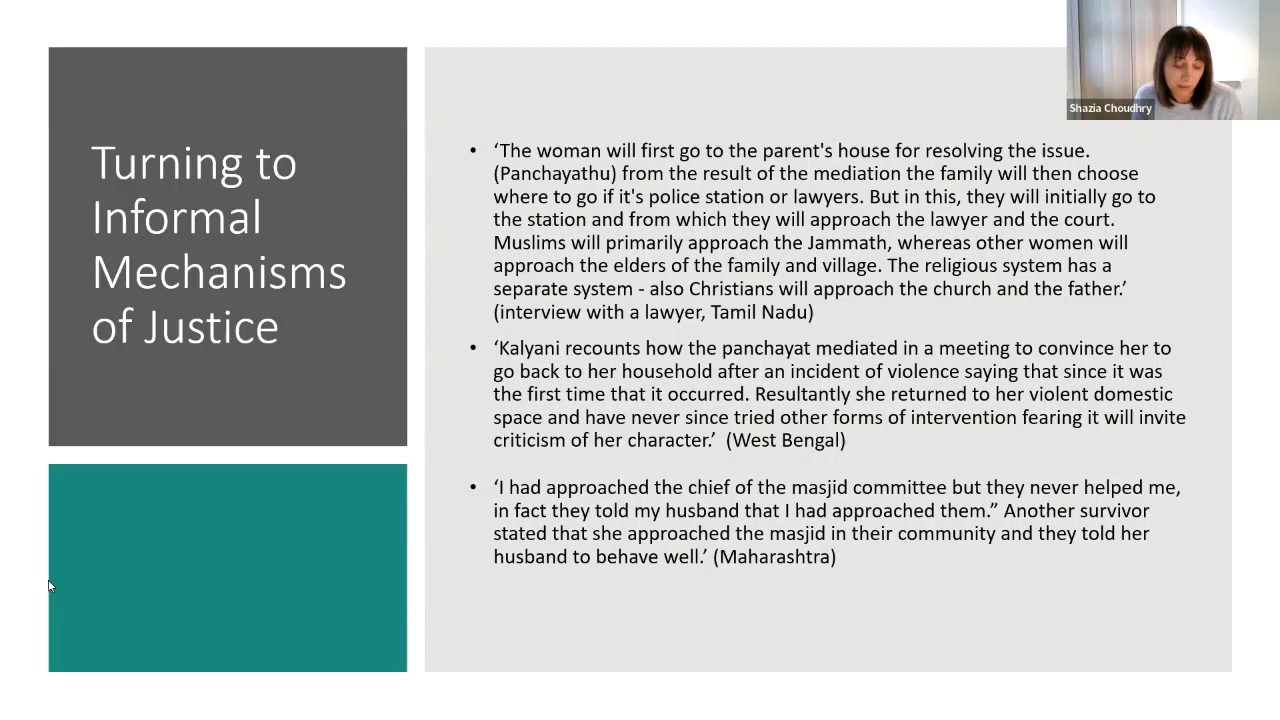 Shazia Choudhry
Turning to
Informal
Mechanisms
of Justice
• ‘The woman will first go to the parent's house for resolving the issue.
(Panchayathu) from the result of the mediation the family will then choose
where to go if it's police station or lawyers. But in this, they will initially go to
the station and from which they will approach the lawyer and the court.
Muslims will primarily approach the Jammath, whereas other women will
approach the elders of the family and village. The religious system has a
separate system - also Christians will approach the church and the father.’
(interview with a lawyer, Tamil Nadu)
• ‘Kalyani recounts how the panchayat mediated in a meeting to convince her to
go back to her household after an incident of violence saying that since it was
the first time that it occurred. Resultantly she returned to her violent domestic
space and have never since tried other forms of intervention fearing it will invite
criticism of her character.’ (West Bengal)
• ‘I had approached the chief of the masjid committee but they never helped me,
in fact they told my husband that I had approached them.” Another survivor
stated that she approached the masjid in their community and they told her
husband to behave well.’ (Maharashtra)